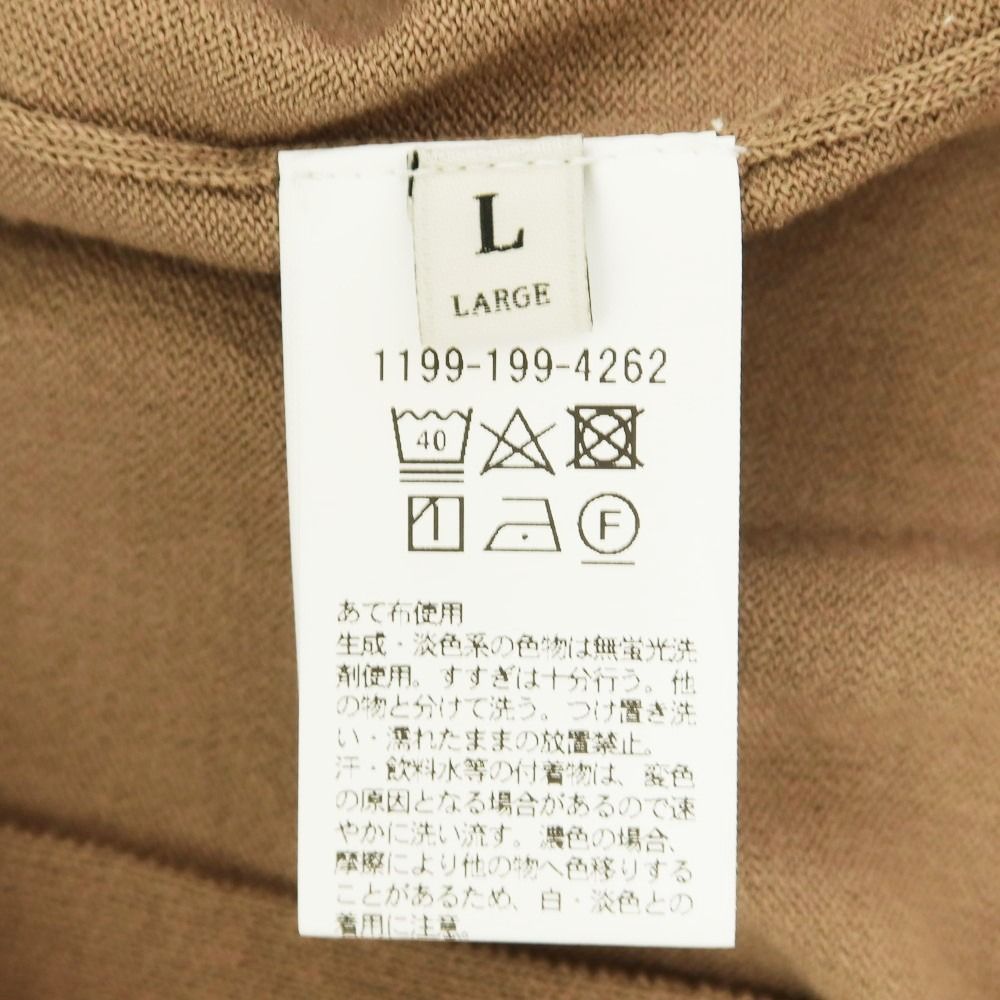 L
LARGE
1199-199-4262
40
F
あて布使用
生成・淡色系の色物は無蛍光洗
剤使用。すすぎは十分行う。他
の物と分けて洗う。つけ置き洗
い・濡れたままの放置禁止。
汗・飲料水等の付着物は、変色
の原因となる場合があるので速
やかに洗い流す。濃色の場合、
摩擦により他の物へ色移りする
ことがあるため、白・淡色との
着用に注意。